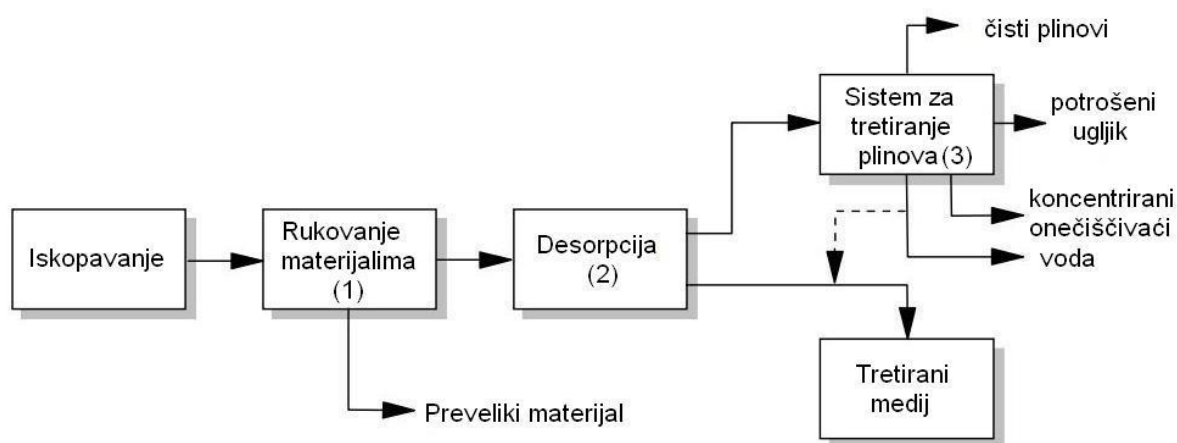 čisti plinovi
Sistem za
tretiranje
plinova (3)
potrošeni
ugljik
koncentrirani
onečiščivaći
voda
Iskopavanje
Rukovanje
materijalima
(1)
Desorpcija
(2)
Tretirani
medij
Preveliki materijal